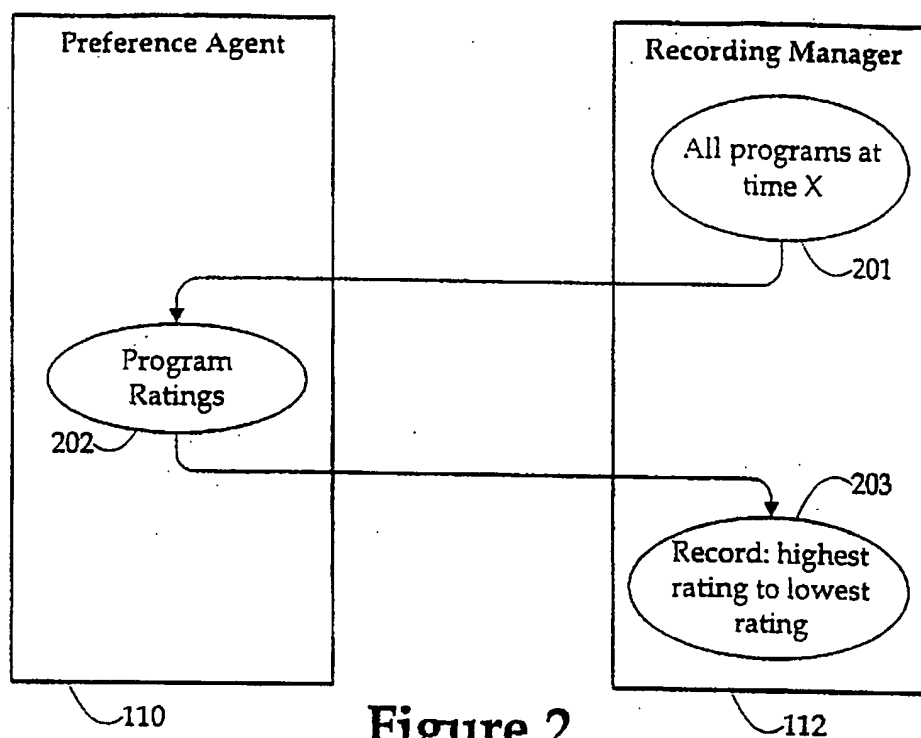 Preference Agent
Recording Manager
All programs at
time X
201
Program
Ratings
202
203
Record: highest
rating to lowest
rating
110
112
Figure 2